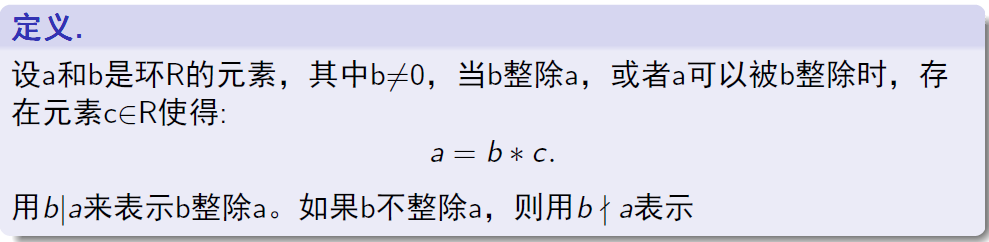 定义.
设a和b是环R的元素，其中b≠0，当b整除a，或者a可以被b整除时，存
在元素c∈R使得:
a = b ∗ c.
用b|a来表示b整除a。如果b不整除a，则用b ∤ a表示